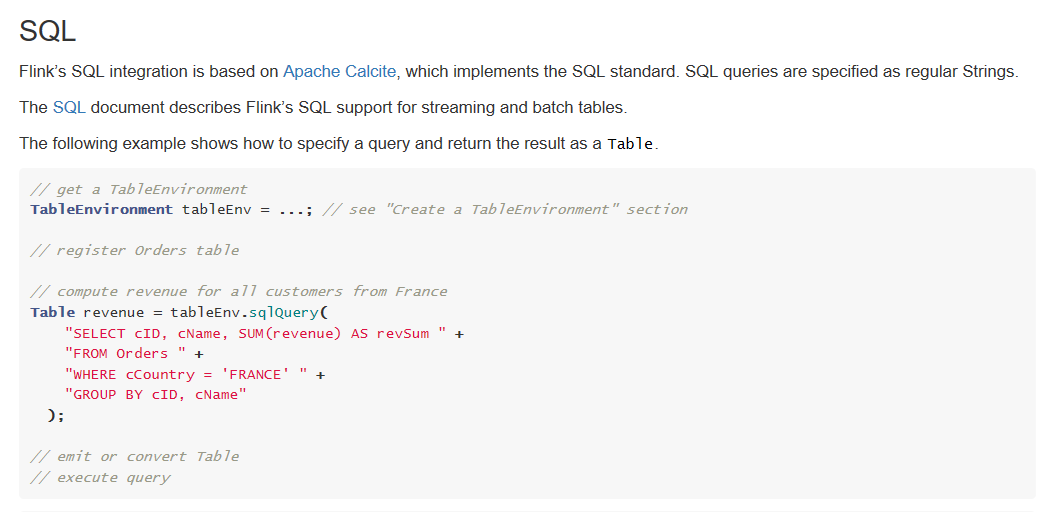 SQL
Flink’s SQL integration is based on Apache Calcite, which implements the SQL standard. SQL queries are specified as regular Strings.
The SQL document describes Flink’s SQL support for streaming and batch tables.
The following example shows how to specify a query and return the result as a Table.
// get a TableEnvironment
TableEnvironment tableEnv = ...; // see "Create a TableEnvironment" section
// register Orders table
// compute revenue for all customers from France
Table revenue = tableEnv.sqlQuery(
"SELECT cID, cName, SUM(revenue) AS revSum " +
"FROM Orders " +
"WHERE cCountry = 'FRANCE' " +
"GROUP BY cID, cName"
);
// emit or convert Table
// execute query